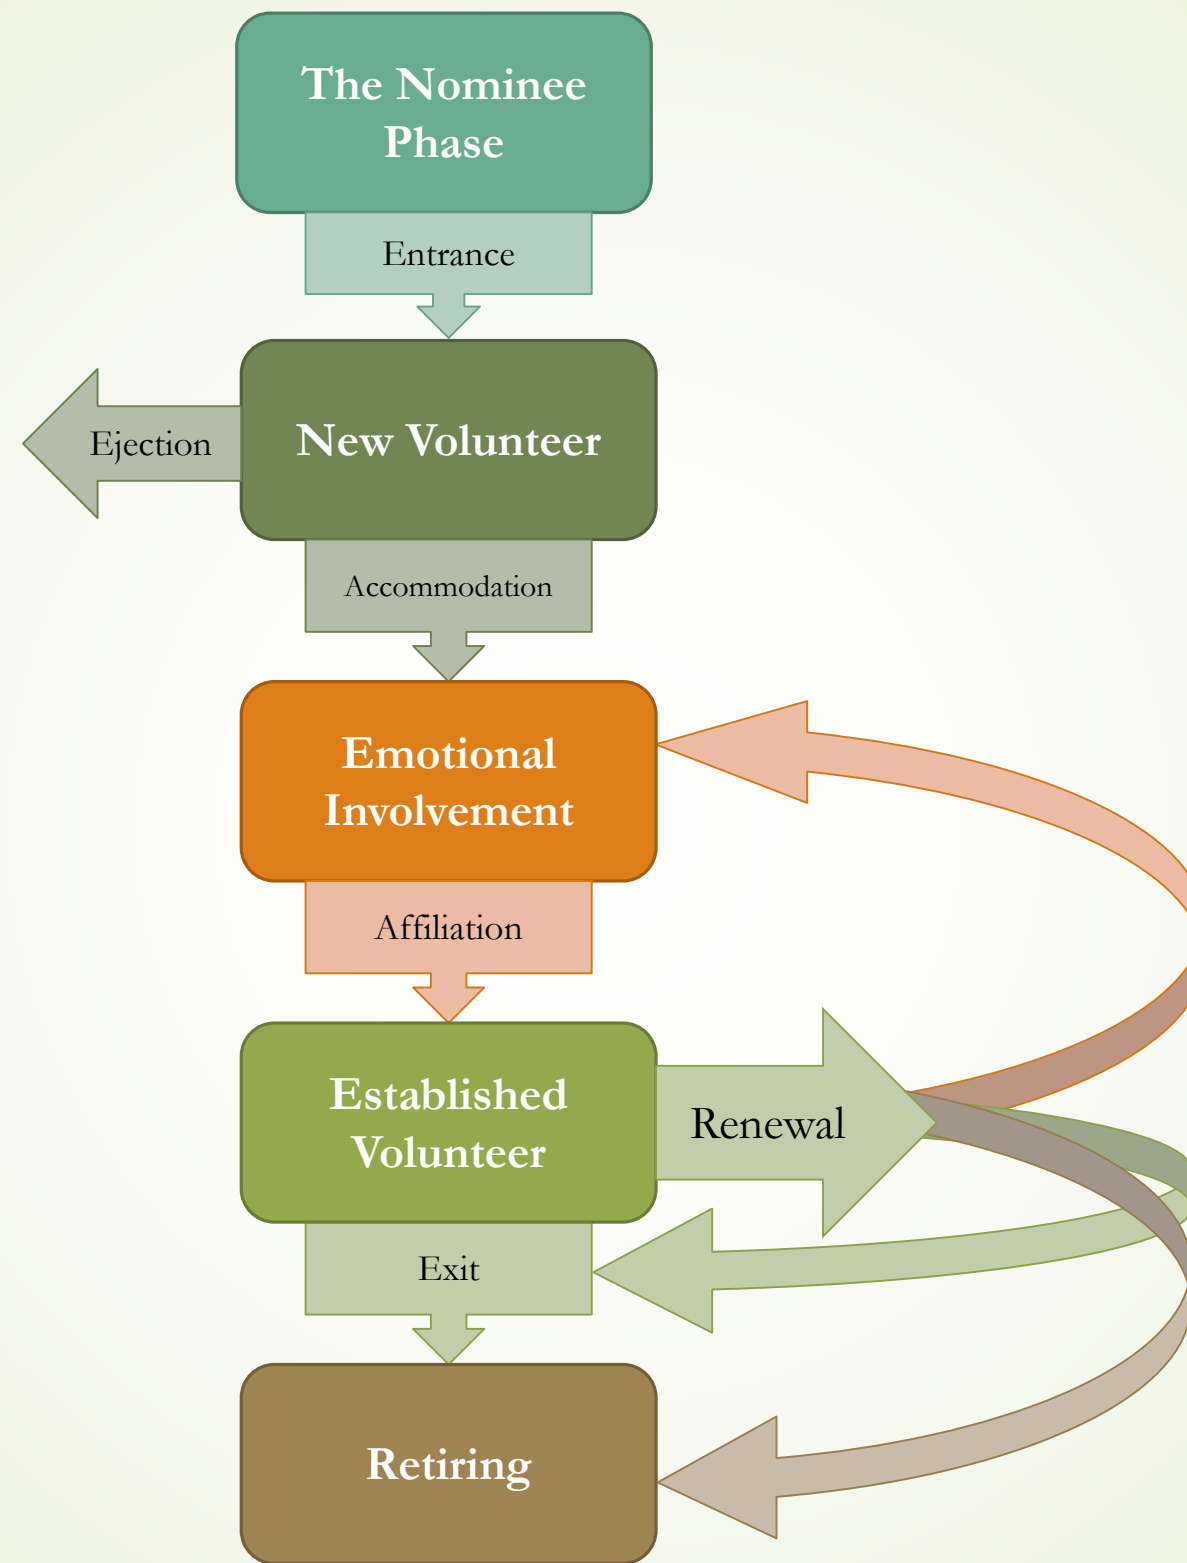 The Nominee
Phase
Entrance
Ejection
New Volunteer
Accommodation
Emotional
Involvement
Affiliation
Established
Volunteer
Renewal
Exit
Retiring